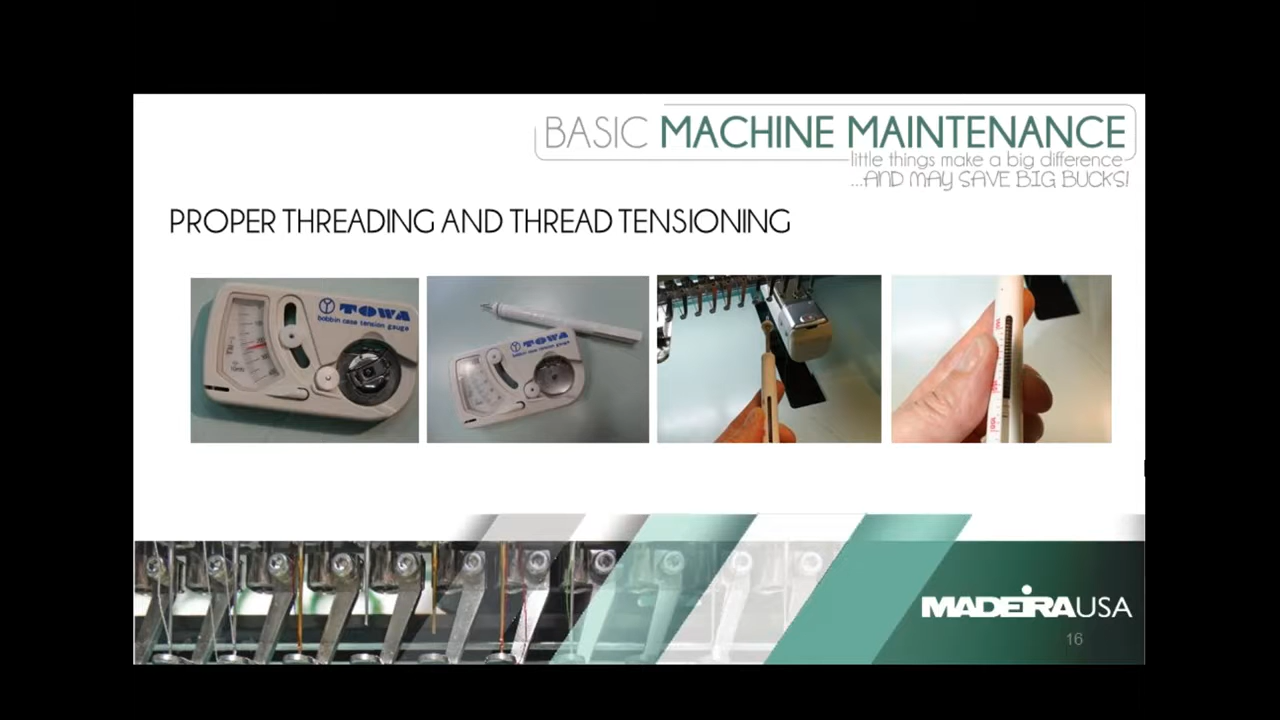 BASIC MACHINE MAINTENANCE
little things make a big difference
...AND MAY SAVE BIG BUCKS!
PROPER THREADING AND THREAD TENSIONING
TOWA
bobbin case tension gauge
TOWA
bobbin case tension gauge
MADEIRA USA
16